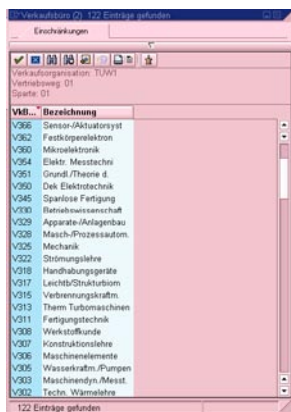 Verkaufsbüro (2) 122 Einträge gefunden
Einschränkungen
Verkaufsorganisation: TUW1
Vertriebsweg: 01
Sparte: 01
VkB... Bezeichnung
V366 Sensor-/Aktuatorsyst
V362 Festkörperelektron
V360 Mikroelektronik
V354 Elektr. Messtechni
V351 Grundl./Theorie d.
V350 Dek Elektrotechnik
V345 Spanlose Fertigung
V330 Betriebswissenschaft
V329 Apparate-/Anlagenbau
V328 Masch-/Prozessautom.
V325 Mechanik
V322 Strömungslehre
V318 Handhabungsgeräte
V317 Leichtb/Strukturbiom
V315 Verbrennungskraftm.
V313 Therm Turbomaschinen
V311 Fertigungstechnik
V308 Werkstoffkunde
V307 Konstruktionslehre
V306 Maschinenelemente
V305 Wasserkraftm./Pumpen
V303 Maschinendyn./Messt.
V302 Techn. Wärmelehre
122 Einträge gefunden